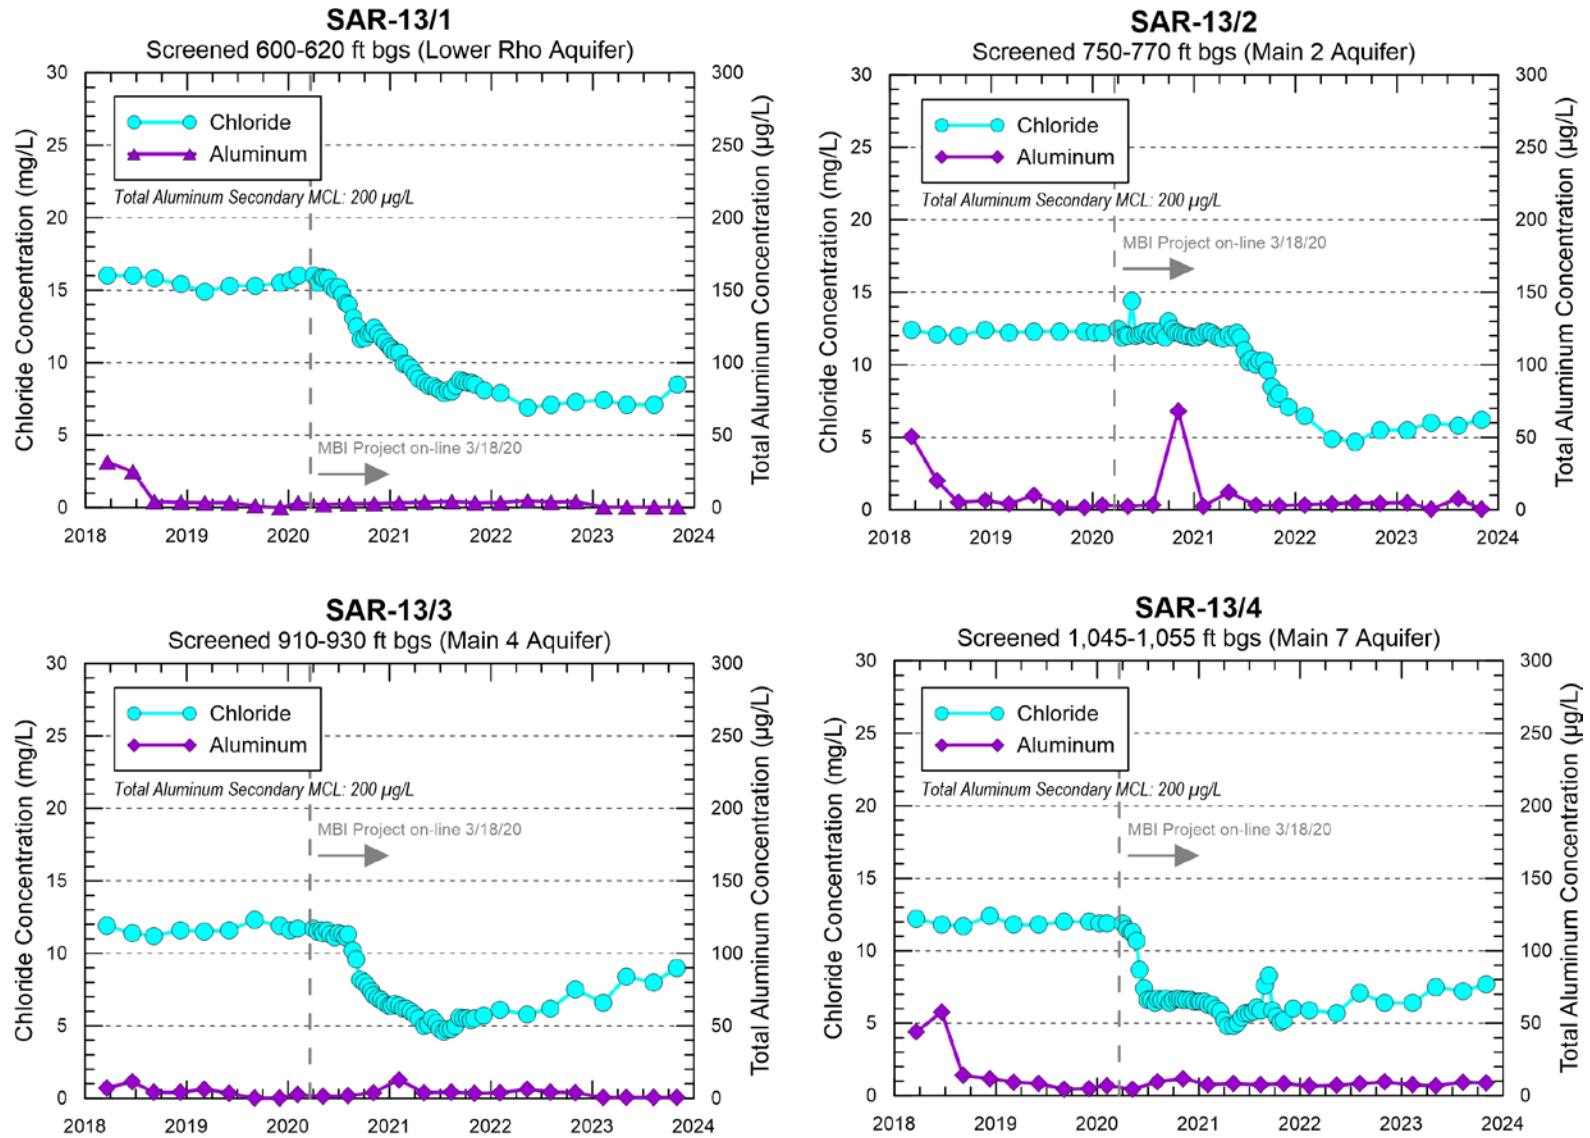 SAR-13/1
Screened 600-620 ft bgs (Lower Rho Aquifer)
30
25
20
15
10
5
0
Chloride Concentration (mg/L)
300
250
200
150
100
50
0
Total Aluminum Concentration (µg/L)
Chloride
Aluminum
Total Aluminum Secondary MCL: 200 µg/L
MBI Project on-line 3/18/20
2018 2019 2020 2021 2022 2023 2024
SAR-13/2
Screened 750-770 ft bgs (Main 2 Aquifer)
30
25
20
15
10
5
0
Chloride Concentration (mg/L)
300
250
200
150
100
50
0
Total Aluminum Concentration (µg/L)
Chloride
Aluminum
Total Aluminum Secondary MCL: 200 µg/L
MBI Project on-line 3/18/20
2018 2019 2020 2021 2022 2023 2024
SAR-13/3
Screened 910-930 ft bgs (Main 4 Aquifer)
30
25
20
15
10
5
0
Chloride Concentration (mg/L)
300
250
200
150
100
50
0
Total Aluminum Concentration (µg/L)
Chloride
Aluminum
Total Aluminum Secondary MCL: 200 µg/L
MBI Project on-line 3/18/20
2018 2019 2020 2021 2022 2023 2024
SAR-13/4
Screened 1,045-1,055 ft bgs (Main 7 Aquifer)
30
25
20
15
10
5
0
Chloride Concentration (mg/L)
300
250
200
150
100
50
0
Total Aluminum Concentration (µg/L)
Chloride
Aluminum
Total Aluminum Secondary MCL: 200 µg/L
MBI Project on-line 3/18/20
2018 2019 2020 2021 2022 2023 2024